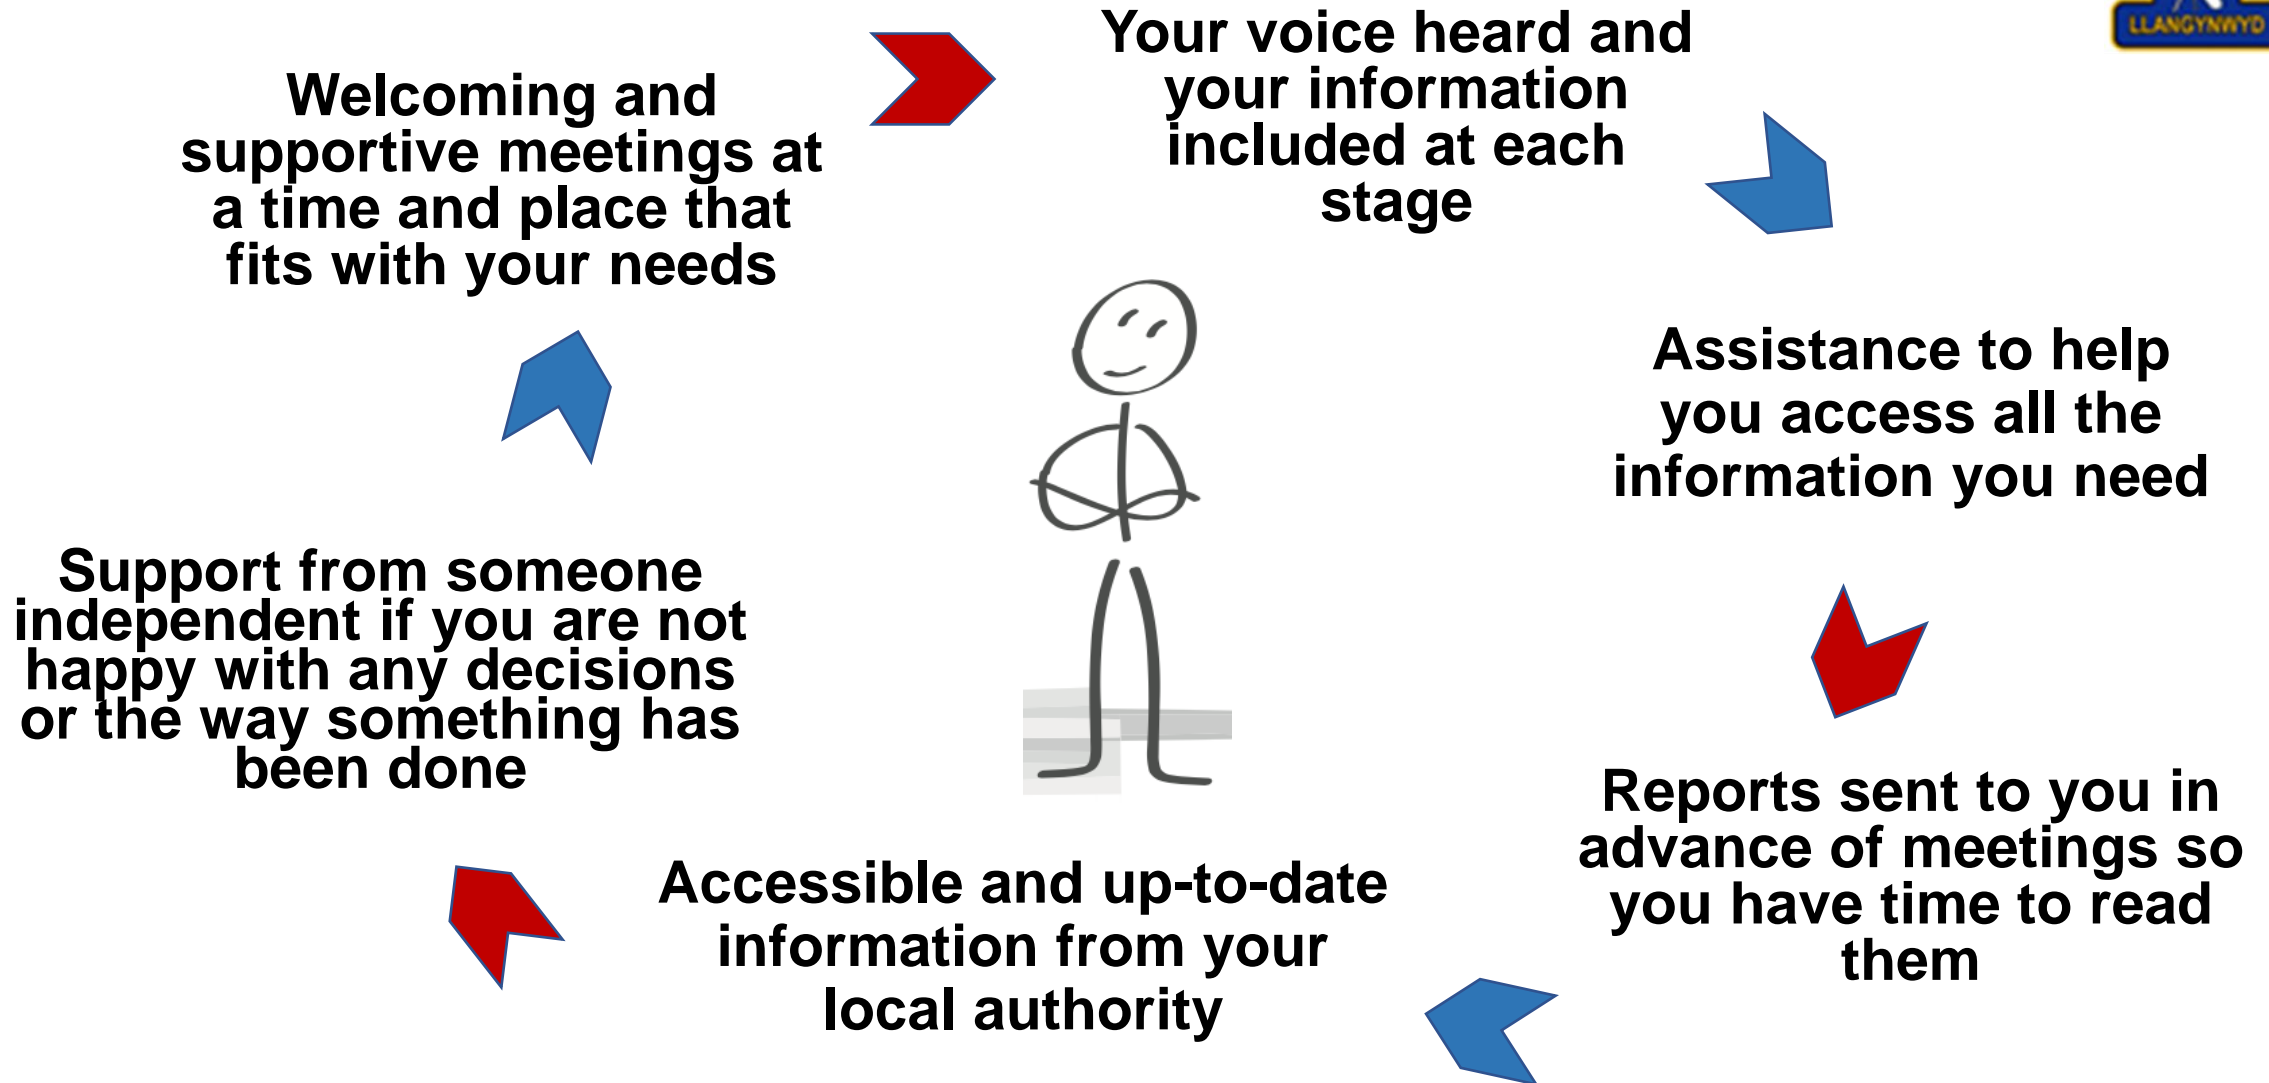 LLANGYNWYD
Your voice heard and
your information
included at each
stage
Welcoming and
supportive meetings at
a time and place that
fits with your needs
Assistance to help
you access all the
information you need
Support from someone
independent if you are not
happy with any decisions
or the way something has
been done
Reports sent to you in
advance of meetings so
you have time to read
them
Accessible and up-to-date
information from your
local authority